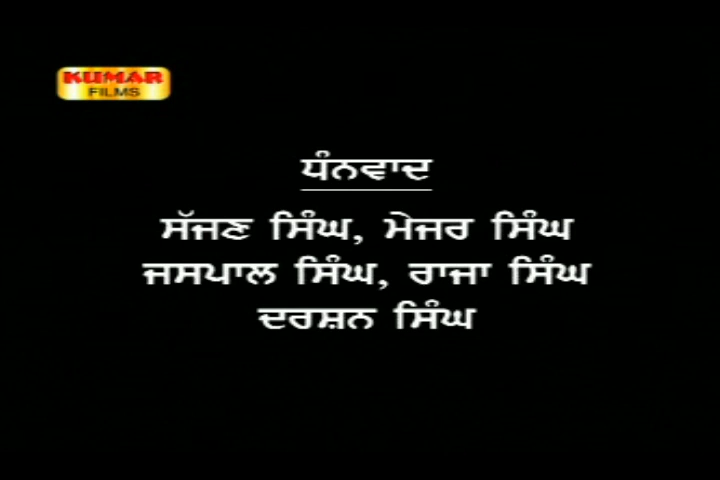 KUMAR
FILMS
ਧੰਨਵਾਦ
ਸੱਜਣ ਸਿੰਘ, ਮੇਜਰ ਸਿੰਘ
ਜਸਪਾਲ ਸਿੰਘ, ਰਾਜਾ ਸਿੰਘ
ਦਰਸ਼ਨ ਸਿੰਘ